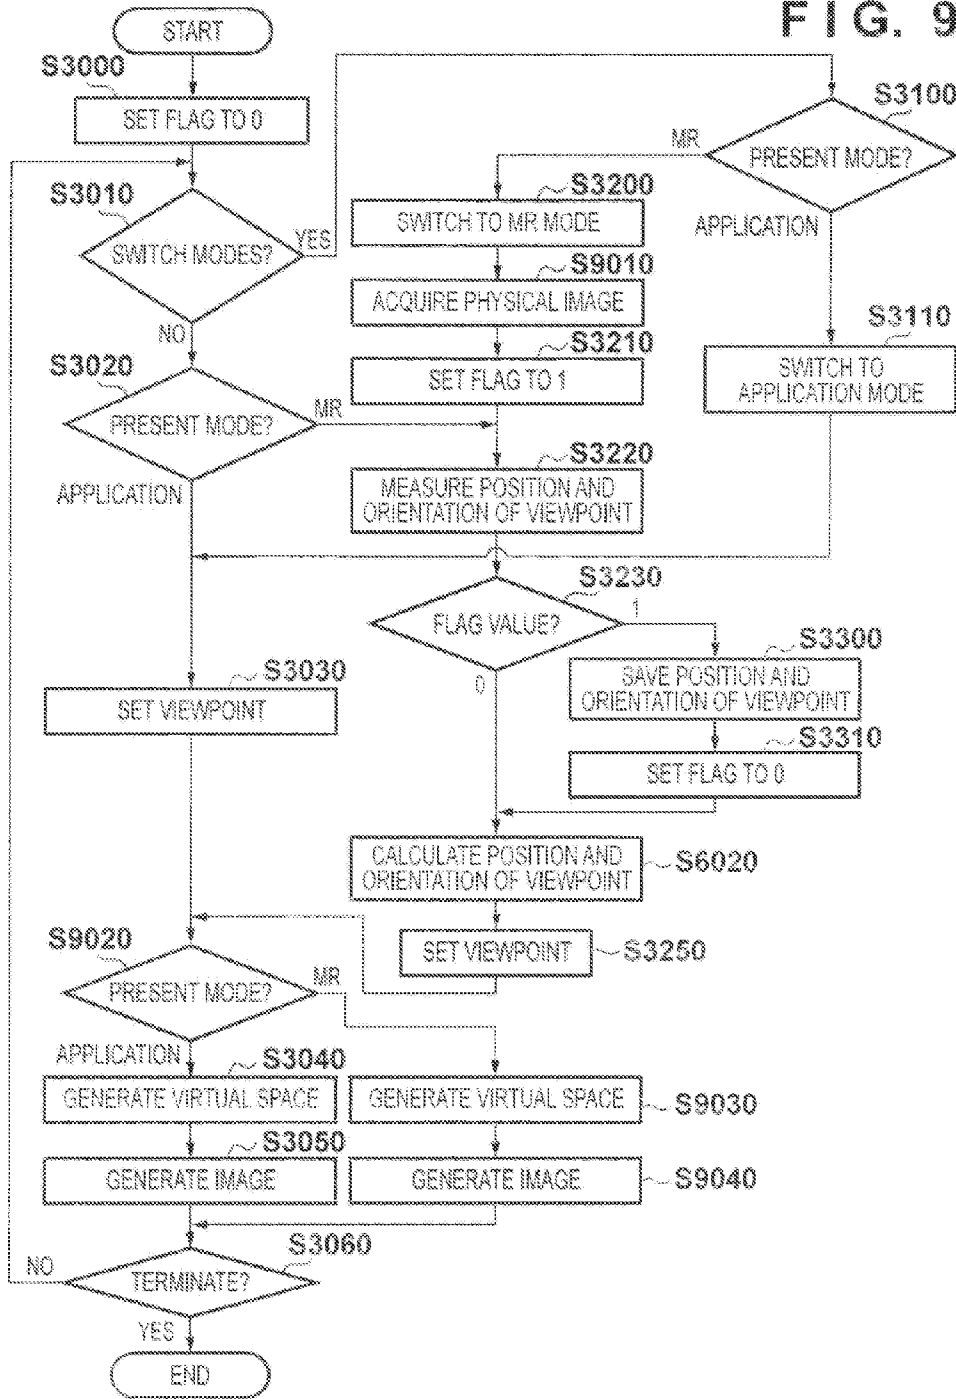 FIG. 9
START
S3000
SET FLAG TO 0
S3010
SWITCH MODES?
YES
NO
S3020
PRESENT MODE?
MR
APPLICATION
S3100
PRESENT MODE?
MR
APPLICATION
S3110
SWITCH TO
APPLICATION MODE
S3200
SWITCH TO MR MODE
S9010
ACQUIRE PHYSICAL IMAGE
S3210
SET FLAG TO 1
S3220
MEASURE POSITION AND
ORIENTATION OF VIEWPOINT
S3230
FLAG VALUE?
1
0
S3300
SAVE POSITION AND
ORIENTATION OF VIEWPOINT
S3310
SET FLAG TO 0
S3030
SET VIEWPOINT
CALCULATE POSITION AND
ORIENTATION OF VIEWPOINT
S6020
SET VIEWPOINT
S3250
S9020
PRESENT MODE?
MR
APPLICATION
S3040
GENERATE VIRTUAL SPACE
S3050
GENERATE IMAGE
GENERATE VIRTUAL SPACE
S9030
GENERATE IMAGE
S9040
S3060
TERMINATE?
NO
YES
END